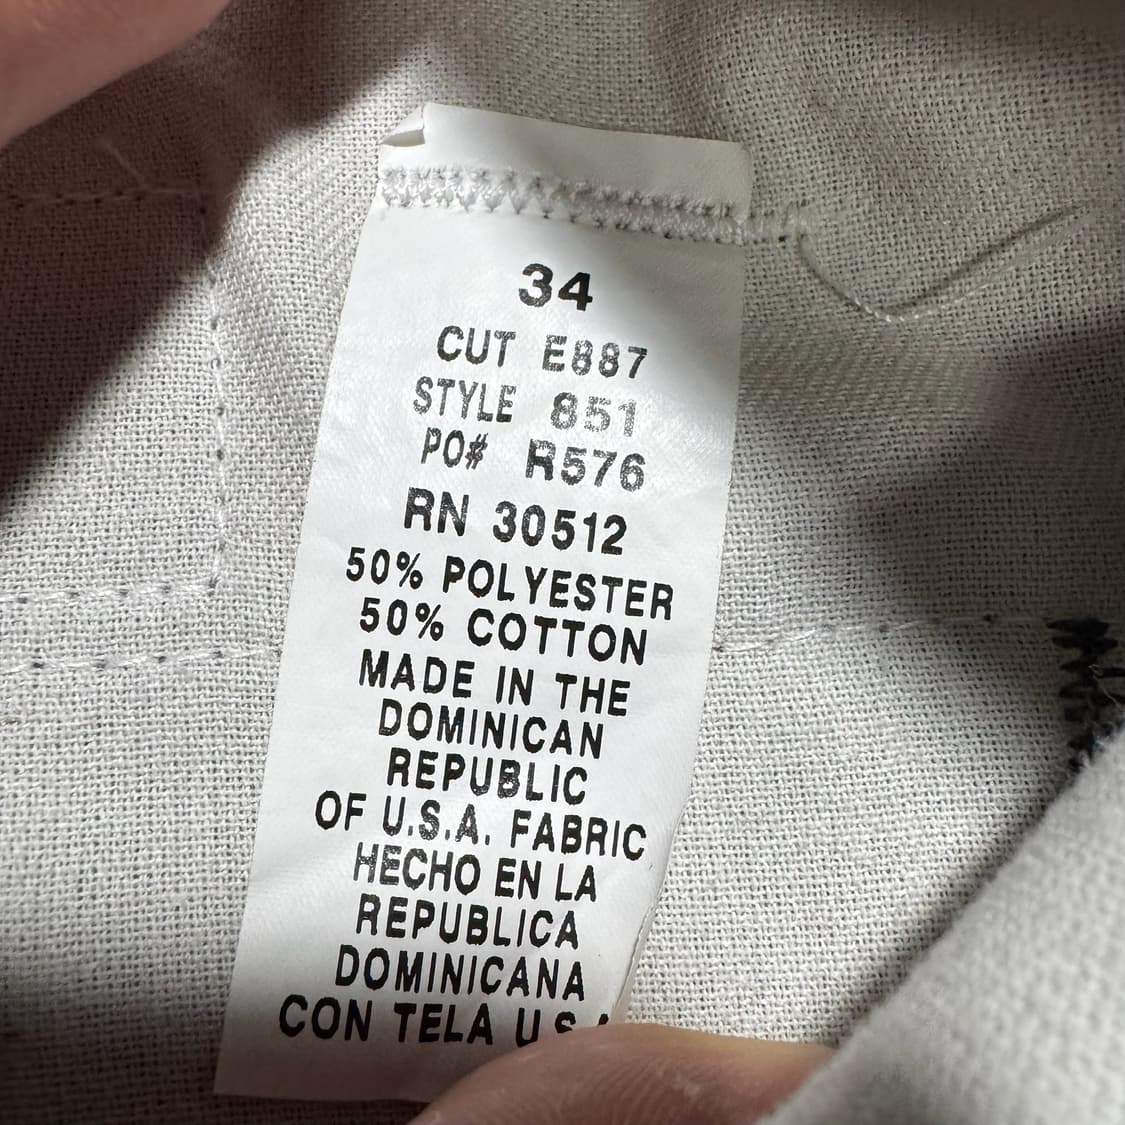 34
CUT E887
STYLE 851
PO# R576
RN 30512
50% POLYESTER
50% COTTON
MADE IN THE
DOMINICAN
REPUBLIC
OF U.S.A. FABRIC
HECHO EN LA
REPUBLICA
DOMINICANA
CON TELA